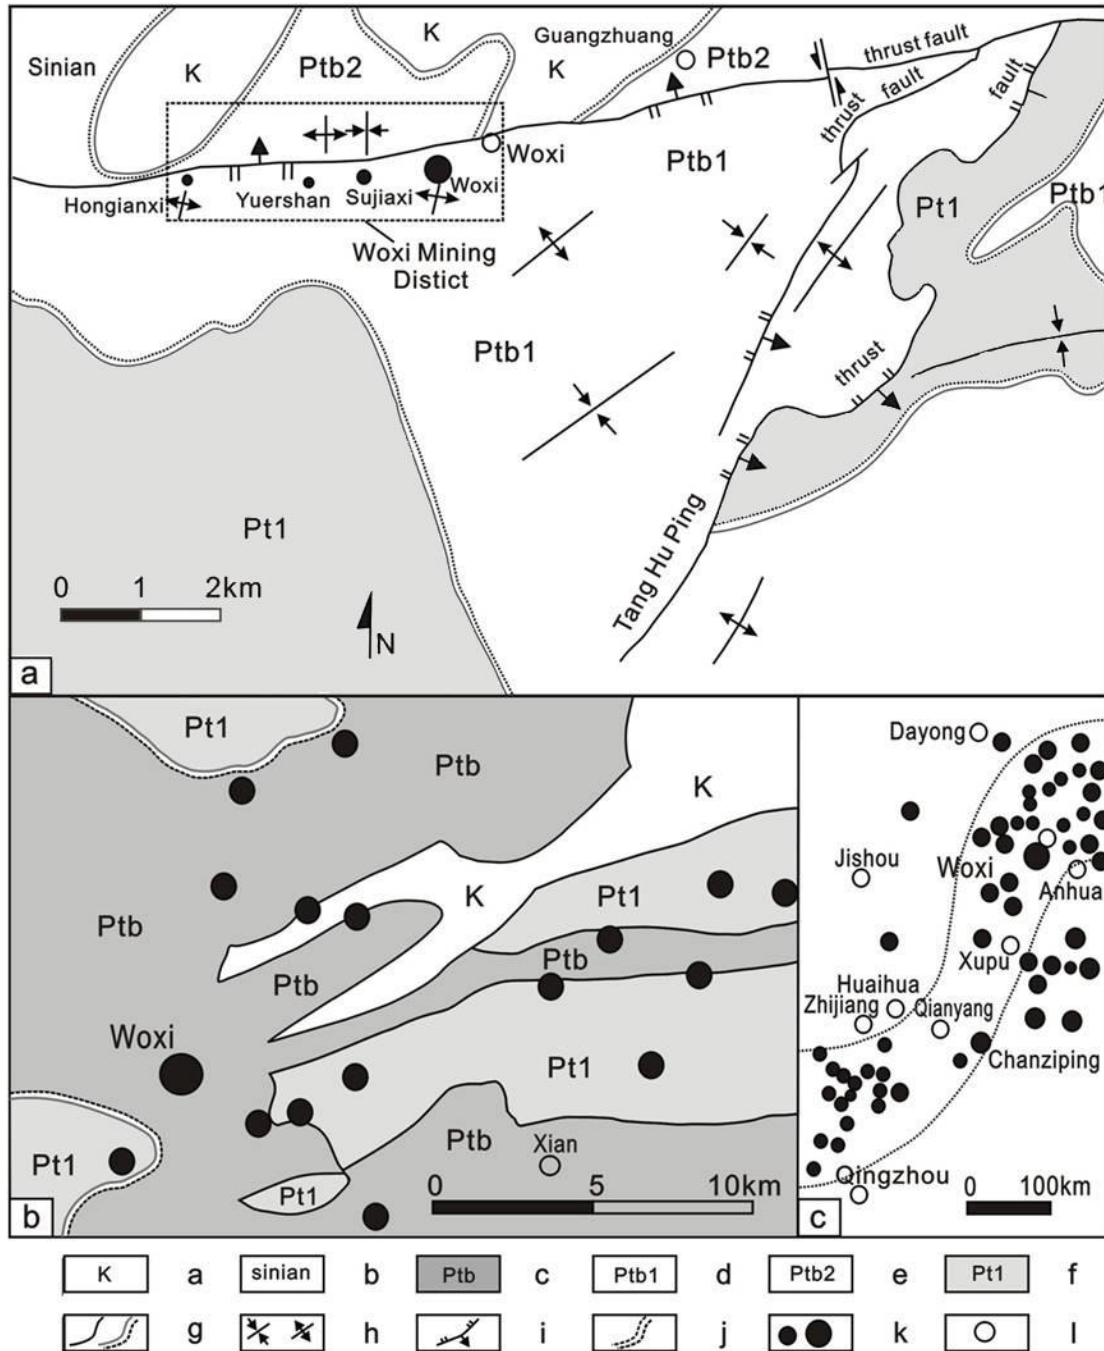 K
K
Sinian
K
Ptb2
Guangzhuang
K
Ptb2
thrust fault
fault
thrust
fault
Ptb1
Woxi
Hongianxi
Yuershan
Sujiaxi
Woxi
Woxi Mining
Distict
Pt1
Ptb1
Ptb1
thrust
Pt1
Tang Hu Ping
0 1 2km
N
a
Pt1
Ptb
K
Ptb
K
Pt1
Ptb
Ptb
Woxi
Pt1
Ptb
Xian
Pt1
Pt1
0 5 10km
b
Dayong
Jishou
Woxi
Anhua
Xupu
Huaihua
Zhijiang
Qianyang
Chanziping
Qingzhou
0 100km
c
K a sinian b Ptb c Ptb1 d Ptb2 e Pt1 f
g h i j k l